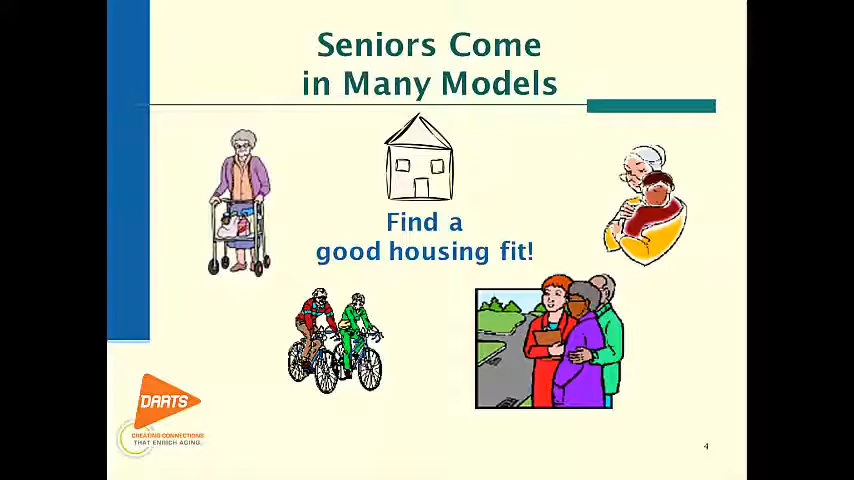 Seniors Come
in Many Models
Find a
good housing fit!
DARTS
CREATING CONNECTIONS
THAT ENRICH AGING.
4